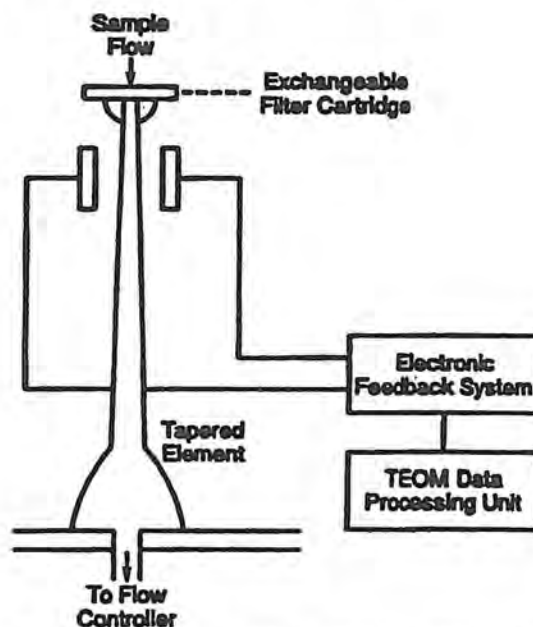 Sample
Flow
Exchangeable
Filter Cartridge
Electronic
Feedback System
Tapered
Element
TEOM Data
Processing Unit
To Flow
Controller